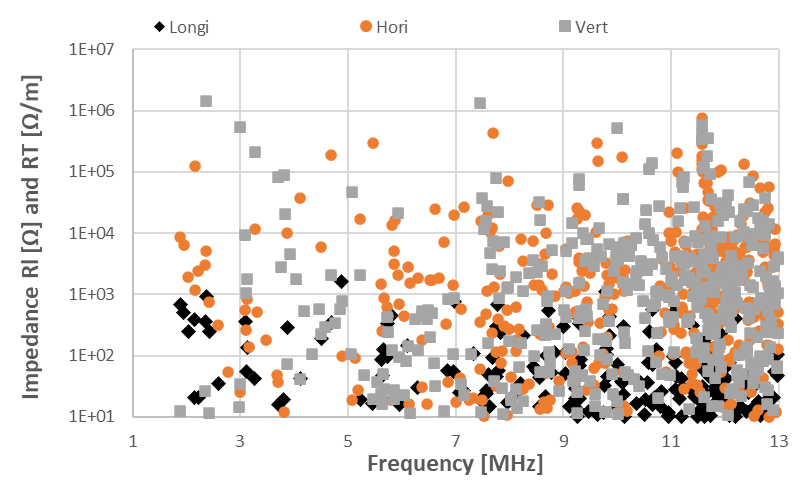 Longi Hori Vert
1E+07
1E+06
1E+05
1E+04
1E+03
1E+02
1E+01
Impedance Rl [Ω] and RT [Ω/m]
1 3 5 7 9 11 13
Frequency [MHz]